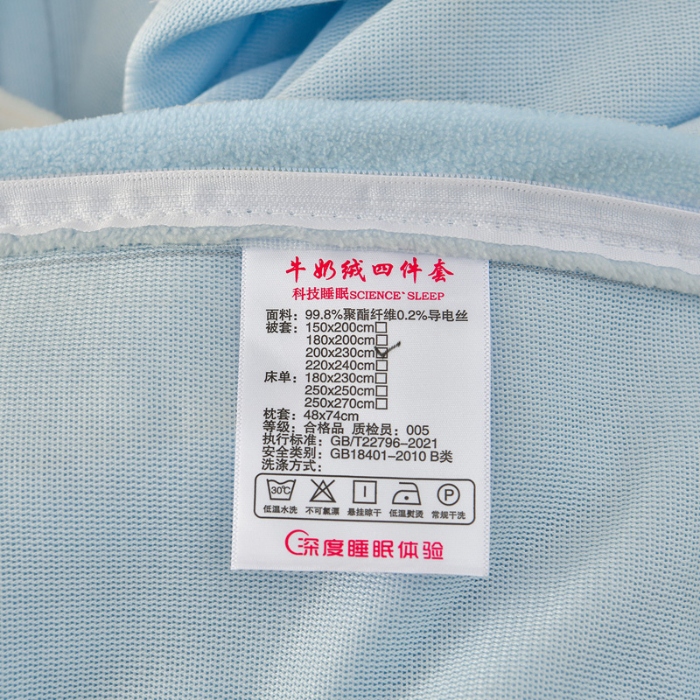 牛奶绒四件套
科技睡眠SCIENCE`SLEEP
面料：99.8%聚酯纤维0.2%导电丝
被套：150x200cm□
180x200cm□
200x230cm☑
220x240cm□
床单：180x230cm□
250x250cm□
250x270cm□
枕套：48x74cm
等级：合格品 质检员：005
执行标准：GB/T22796-2021
安全类别：GB18401-2010 B类
洗涤方式：
30℃ P
低温水洗 不可氯漂 悬挂晾干 低温熨烫 常规干洗
深度睡眠体验